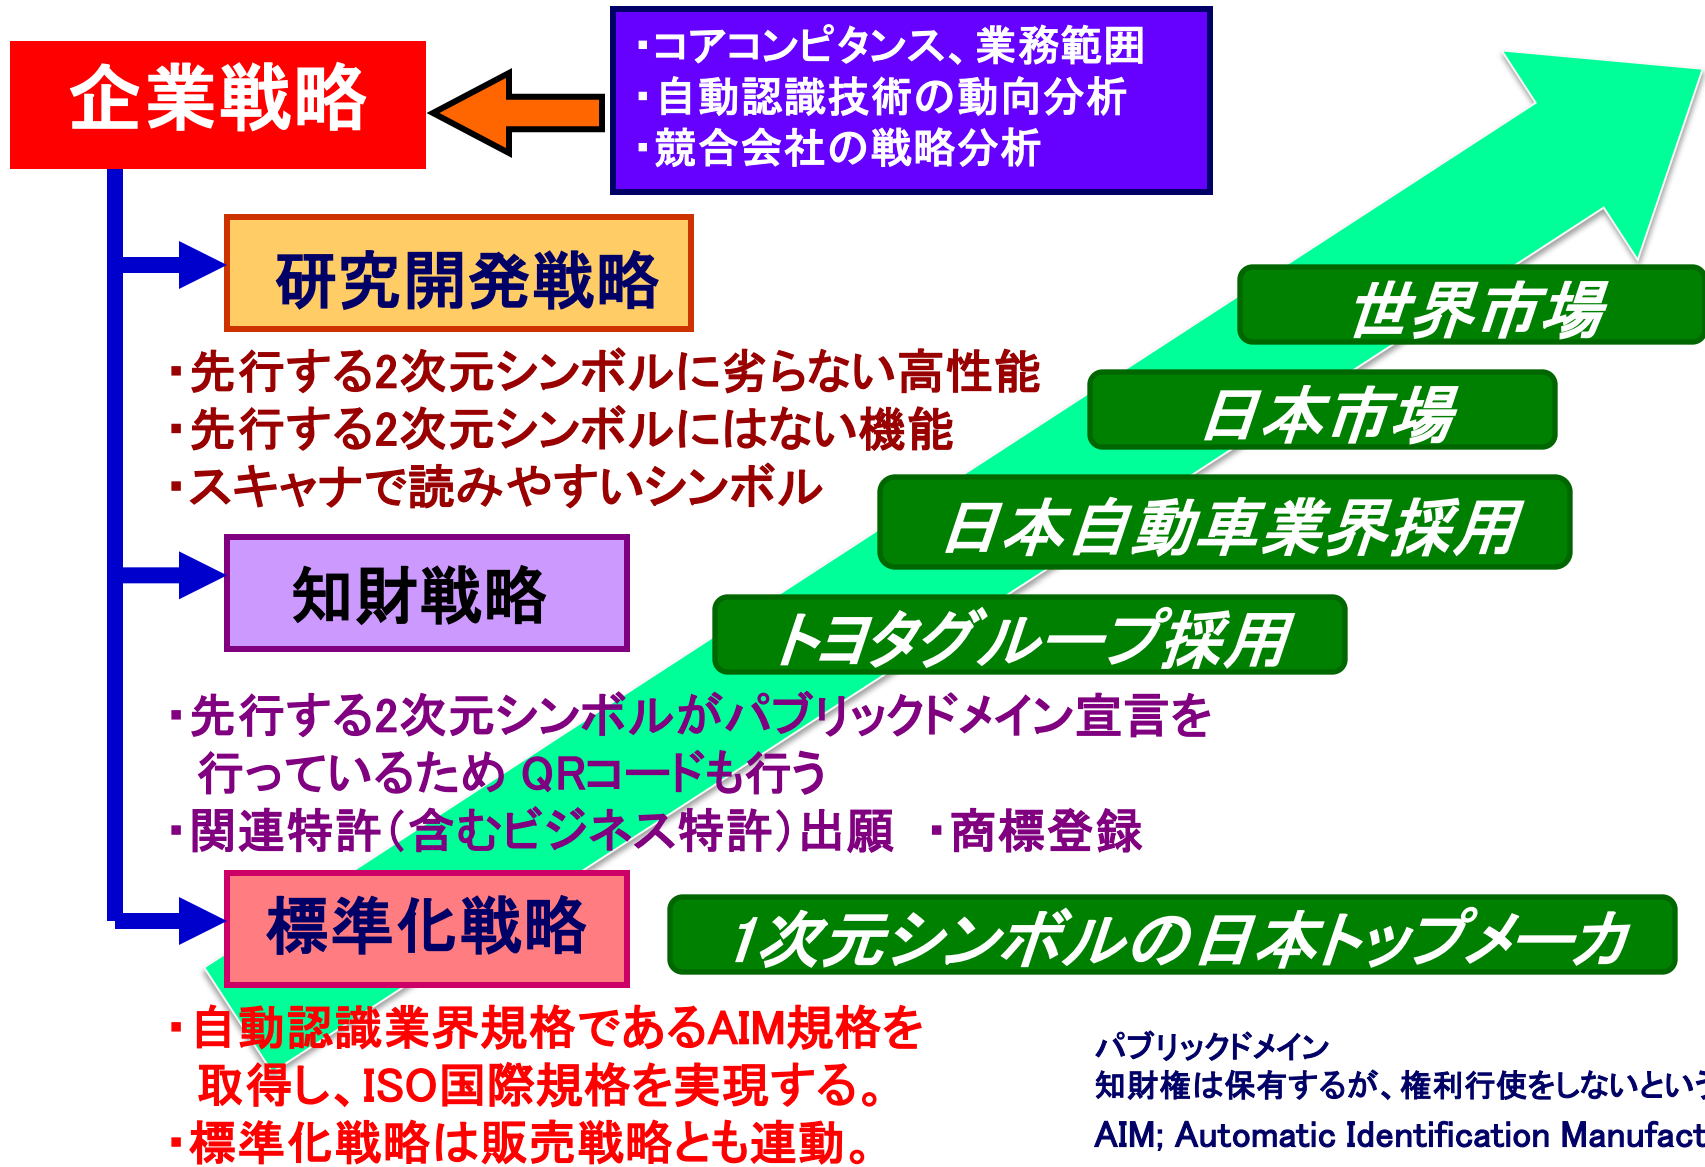 企業戦略
・コアコンピタンス、業務範囲
・自動認識技術の動向分析
・競合会社の戦略分析
研究開発戦略
・先行する2次元シンボルに劣らない高性能
・先行する2次元シンボルにはない機能
・スキャナで読みやすいシンボル
知財戦略
・先行する2次元シンボルがパブリックドメイン宣言を
行っているため QRコードも行う
・関連特許（含むビジネス特許）出願　・商標登録
標準化戦略
・自動認識業界規格であるAIM規格を
取得し、ISO国際規格を実現する。
・標準化戦略は販売戦略とも連動。
世界市場
日本市場
日本自動車業界採用
トヨタグループ採用
1次元シンボルの日本トップメーカ
パブリックドメイン
知財権は保有するが、権利行使をしないという
AIM; Automatic Identification Manufact